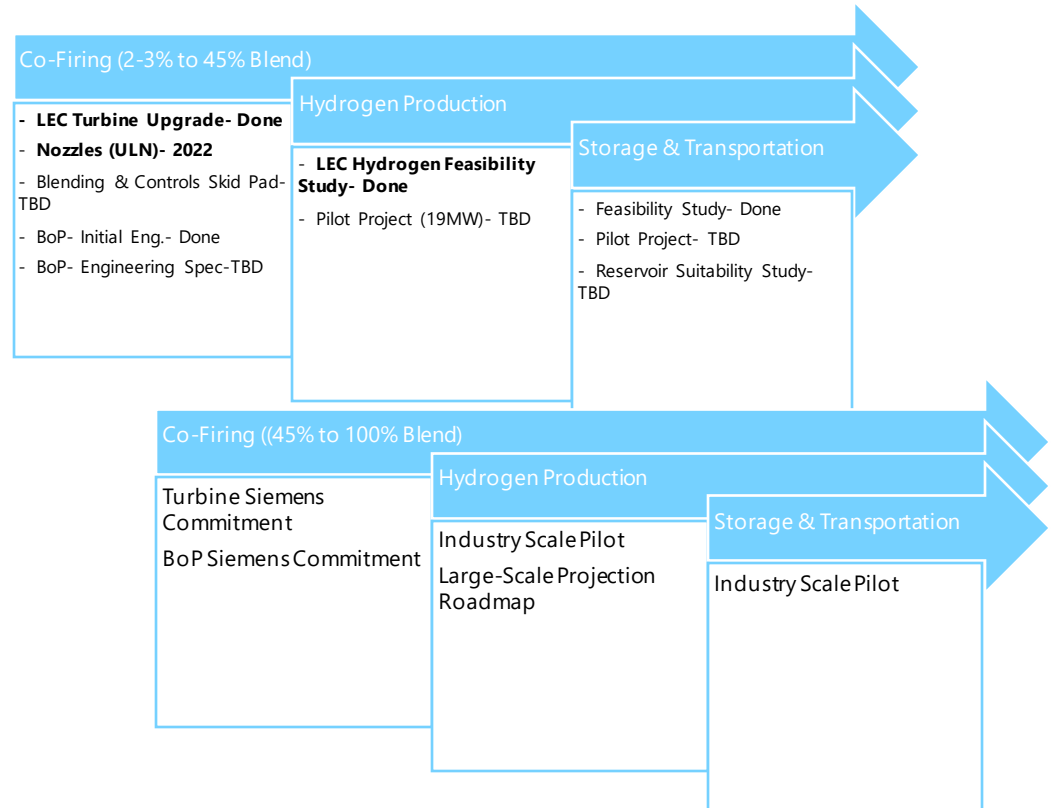 Co-Firing (2-3% to 45% Blend)
- LEC Turbine Upgrade- Done
- Nozzles (ULN)- 2022
- Blending & Controls Skid Pad-
TBD
- BoP- Initial Eng.- Done
- BoP- Engineering Spec-TBD
Hydrogen Production
- LEC Hydrogen Feasibility
Study- Done
- Pilot Project (19MW)- TBD
Storage & Transportation
- Feasibility Study- Done
- Pilot Project- TBD
- Reservoir Suitability Study-
TBD
Co-Firing ((45% to 100% Blend)
Turbine Siemens
Commitment
BoP Siemens Commitment
Hydrogen Production
Industry Scale Pilot
Large-Scale Projection
Roadmap
Storage & Transportation
Industry Scale Pilot